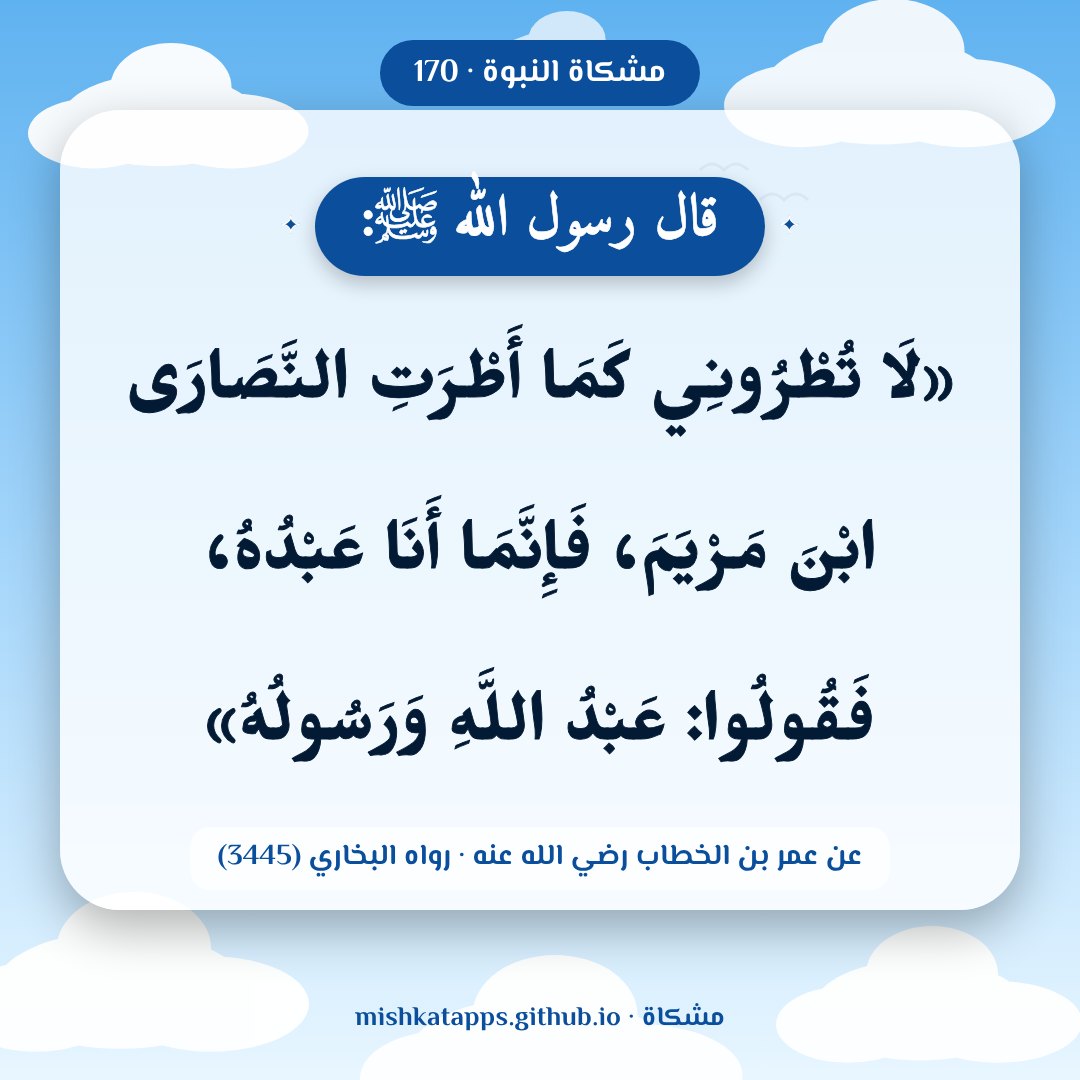 مشكاة النبوة · 170
قال رسول الله ﷺ:
«لَا تُطْرُونِي كَمَا أَطْرَتِ النَّصَارَى
ابْنَ مَرْيَمَ، فَإِنَّمَا أَنَا عَبْدُهُ،
فَقُولُوا: عَبْدُ اللَّهِ وَرَسُولُهُ»
عن عمر بن الخطاب رضي الله عنه · رواه البخاري (3445)
مشكاة · mishkatapps.github.io